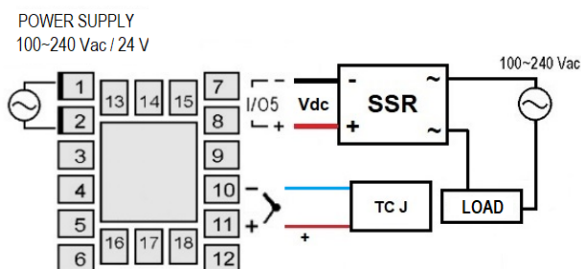 POWER SUPPLY
100~240 Vac / 24 V
100~240 Vac
1 13 14 15 7 I/O5 - Vdc - ~ SSR
2 8 + + ~
3 9
4 10 - TC J LOAD
5 11 + +
6 16 17 18 12